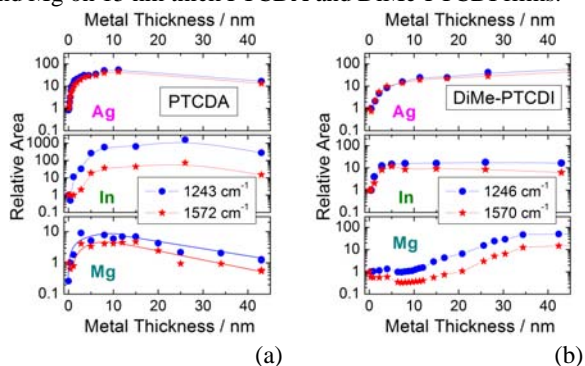 and Mg on 15 nm thick PTCDA and DiMe-PTCDI films.
Metal Thickness / nm
0 10 20 30 40
Relative Area
100
10
1
0.1
Ag
PTCDA
1000
100
10
1
In
1243 cm⁻¹
1572 cm⁻¹
10
1
0.1
Mg
0 10 20 30 40
Metal Thickness / nm
(a)
Metal Thickness / nm
0 10 20 30 40
Relative Area
100
10
1
0.1
Ag
DiMe-PTCDI
100
10
1
0.1
In
1246 cm⁻¹
1570 cm⁻¹
100
10
1
0.1
Mg
0 10 20 30 40
Metal Thickness / nm
(b)